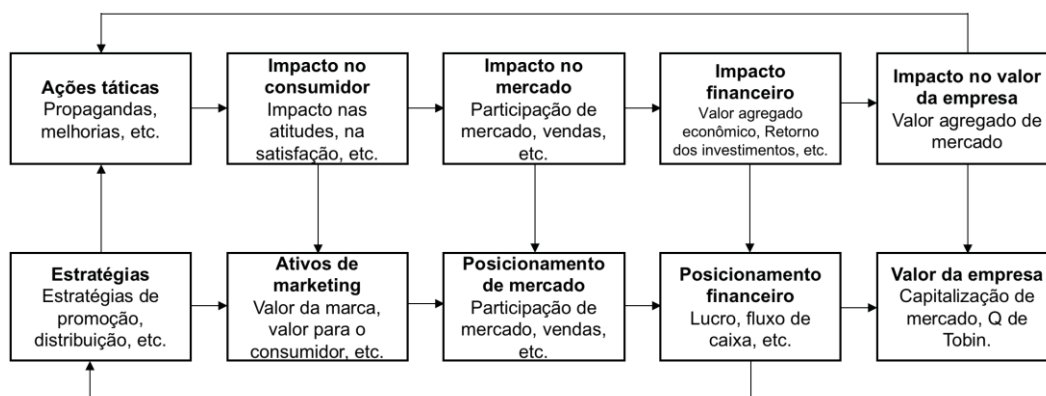 Ações táticas
Propagandas,
melhorias, etc.
Impacto no
consumidor
Impacto nas
atitudes, na
satisfação, etc.
Impacto no
mercado
Participação de
mercado, vendas,
etc.
Impacto
financeiro
Valor agregado
econômico, Retorno
dos investimentos, etc.
Impacto no valor
da empresa
Valor agregado de
mercado
Estratégias
Estratégias de
promoção,
distribuição, etc.
Ativos de
marketing
Valor da marca,
valor para o
consumidor, etc.
Posicionamento
de mercado
Participação de
mercado, vendas,
etc.
Posicionamento
financeiro
Lucro, fluxo de
caixa, etc.
Valor da empresa
Capitalização de
mercado, Q de
Tobin.